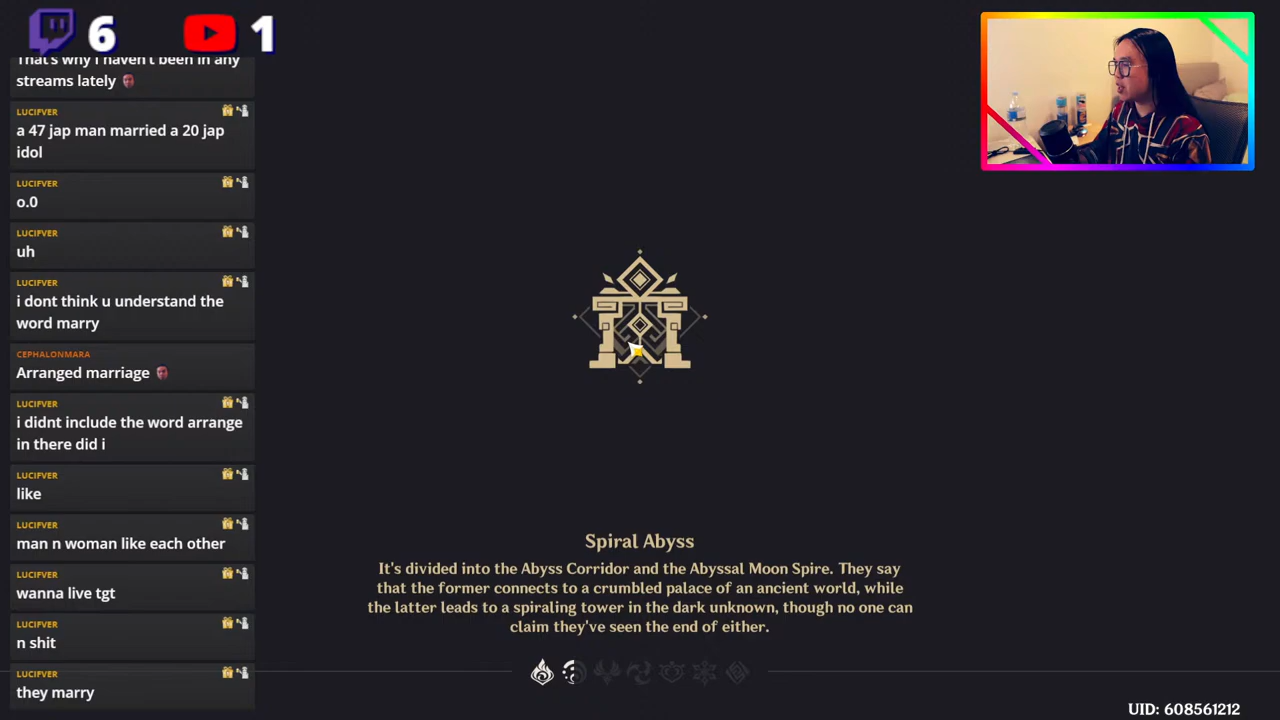 6
1
That's why i haven't been in any
streams lately
LUCIFVER
a 47 jap man married a 20 jap
idol
LUCIFVER
o.0
LUCIFVER
uh
LUCIFVER
i dont think u understand the
word marry
CEPHALONMARA
Arranged marriage
LUCIFVER
i didnt include the word arrange
in there did i
LUCIFVER
like
LUCIFVER
man n woman like each other
LUCIFVER
wanna live tgt
LUCIFVER
n shit
LUCIFVER
they marry
Spiral Abyss
It's divided into the Abyss Corridor and the Abyssal Moon Spire. They say
that the former connects to a crumbled palace of an ancient world, while
the latter leads to a spiraling tower in the dark unknown, though no one can
claim they've seen the end of either.
UID: 608561212